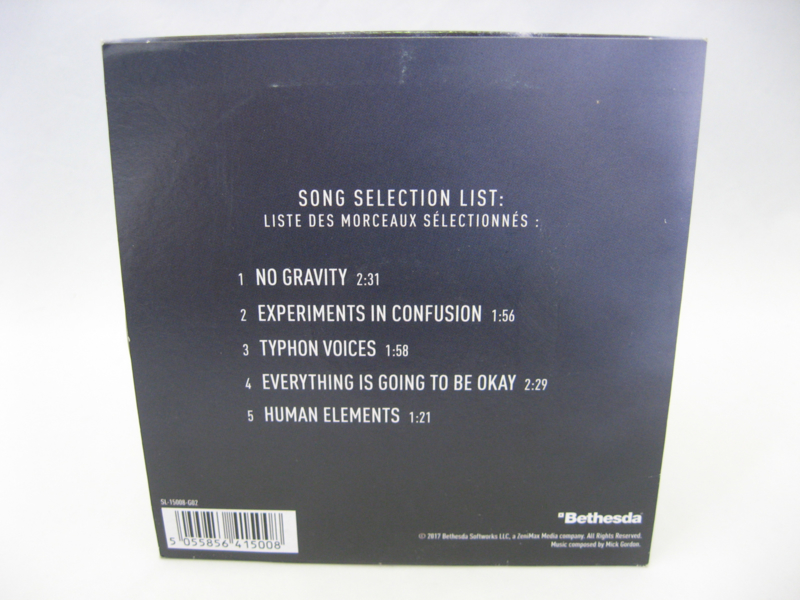 SONG SELECTION LIST:
LISTE DES MORCEAUX SÉLECTIONNÉS :
1 NO GRAVITY 2:31
2 EXPERIMENTS IN CONFUSION 1:56
3 TYPHON VOICES 1:58
4 EVERYTHING IS GOING TO BE OKAY 2:29
5 HUMAN ELEMENTS 1:21
SL-15008-G02
5 055856 415008
Bethesda
© 2017 Bethesda Softworks LLC, a ZeniMax Media company. All Rights Reserved.
Music composed by Mick Gordon.